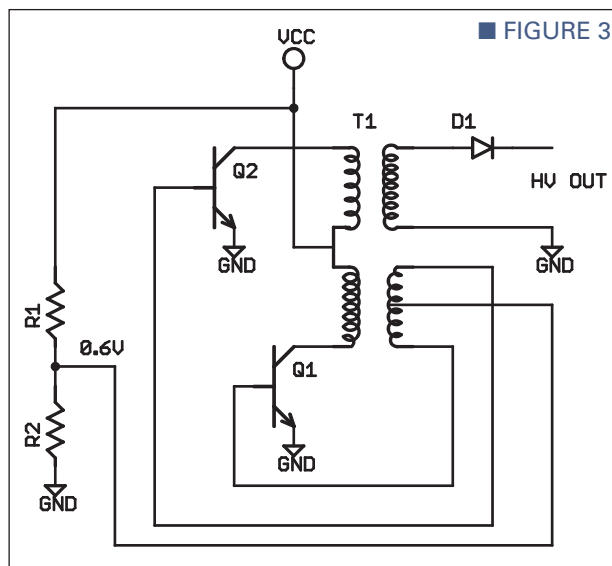 ■ FIGURE 3
VCC
T1
D1
Q2
HV OUT
GND
GND
R1
0.6V
Q1
R2
GND
GND